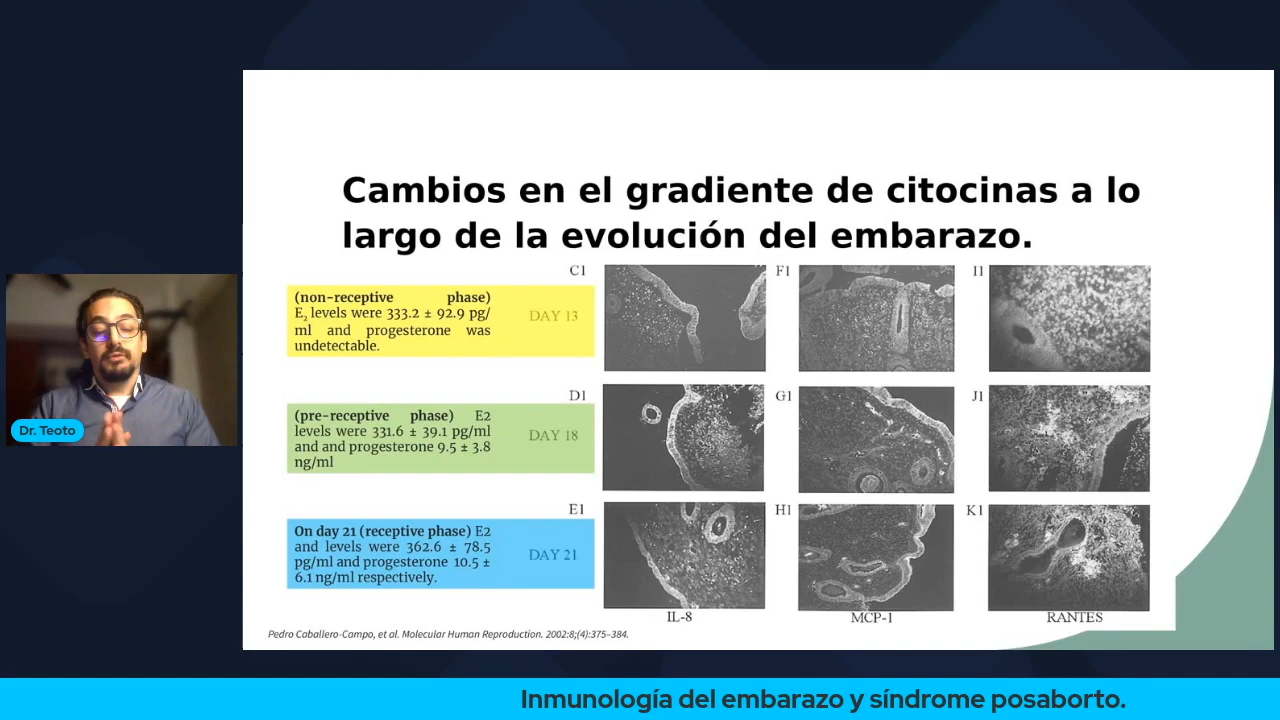 Cambios en el gradiente de citocinas a lo
largo de la evolución del embarazo.
C1
F1
I1
(non-receptive phase)
E₂ levels were 333.2 ± 92.9 pg/
ml and progesterone was
undetectable.
DAY 13
D1
G1
J1
(pre-receptive phase) E2
levels were 331.6 ± 39.1 pg/ml
and and progesterone 9.5 ± 3.8
ng/ml
DAY 18
E1
H1
K1
On day 21 (receptive phase) E2
and levels were 362.6 ± 78.5
pg/ml and progesterone 10.5 ±
6.1 ng/ml respectively.
DAY 21
IL-8
MCP-1
RANTES
Pedro Caballero-Campo, et al. Molecular Human Reproduction. 2002:8;(4):375–384.
Dr. Teoto
Inmunología del embarazo y síndrome posaborto.